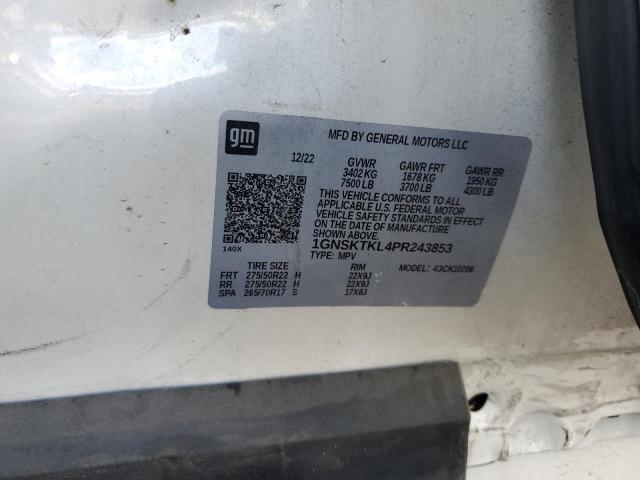 gm
MFD BY GENERAL MOTORS LLC
12/22 GVWR GAWR FRT GAWR RR
3402 KG 1678 KG 1950 KG
7500 LB 3700 LB 4300 LB
THIS VEHICLE CONFORMS TO ALL
APPLICABLE U.S. FEDERAL MOTOR
VEHICLE SAFETY STANDARDS IN EFFECT
ON THE DATE OF MANUFACTURE
SHOWN ABOVE.
1GNSKTKL4PR243853
140X
TYPE: MPV
MODEL: 43CK10706
TIRE SIZE RIM
FRT 275/50R22 H 22X9J
RR 275/50R22 H 22X9J
SPA 265/70R17 S 17X8J